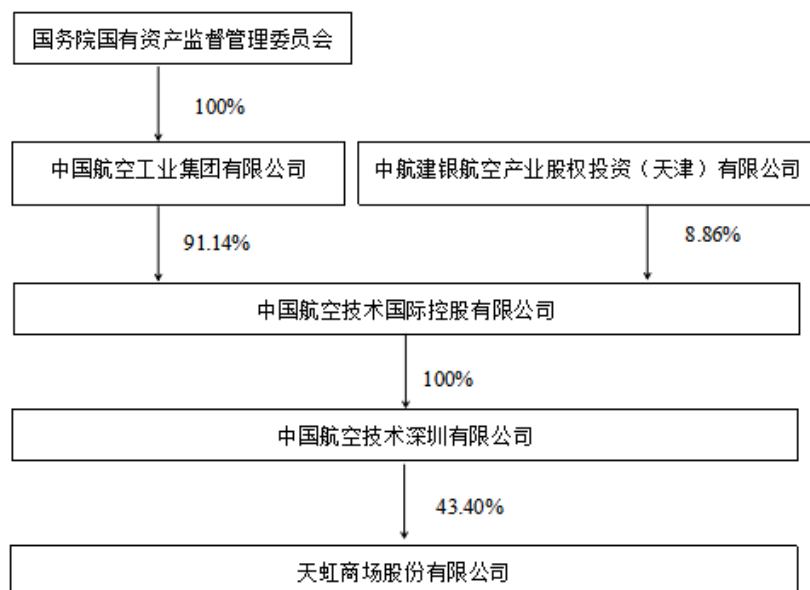 国务院国有资产监督管理委员会
100%
中国航空工业集团有限公司
中航建银航空产业股权投资（天津）有限公司
91.14%
8.86%
中国航空技术国际控股有限公司
100%
中国航空技术深圳有限公司
43.40%
天虹商场股份有限公司